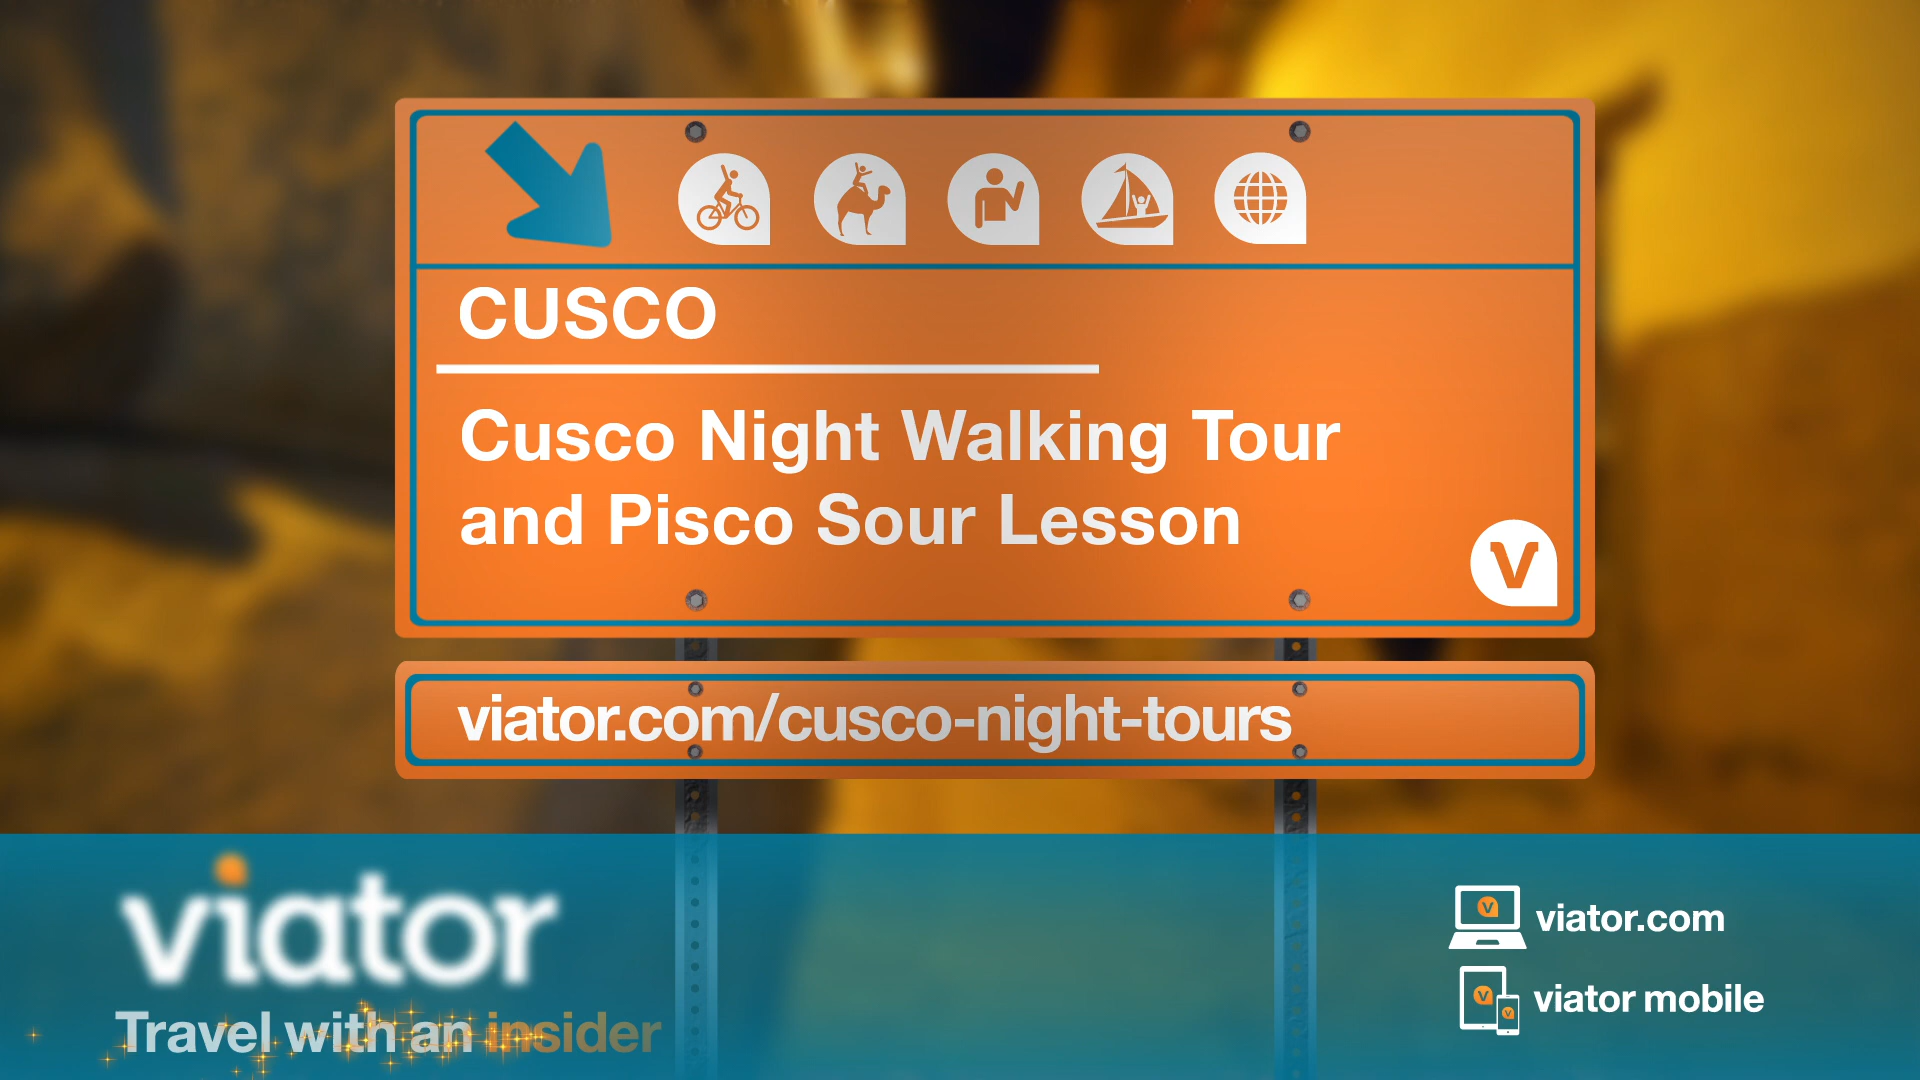 CUSCO
Cusco Night Walking Tour
and Pisco Sour Lesson
V
viator.com/cusco-night-tours
viator
Travel with an insider
V
viator.com
V
V
viator mobile